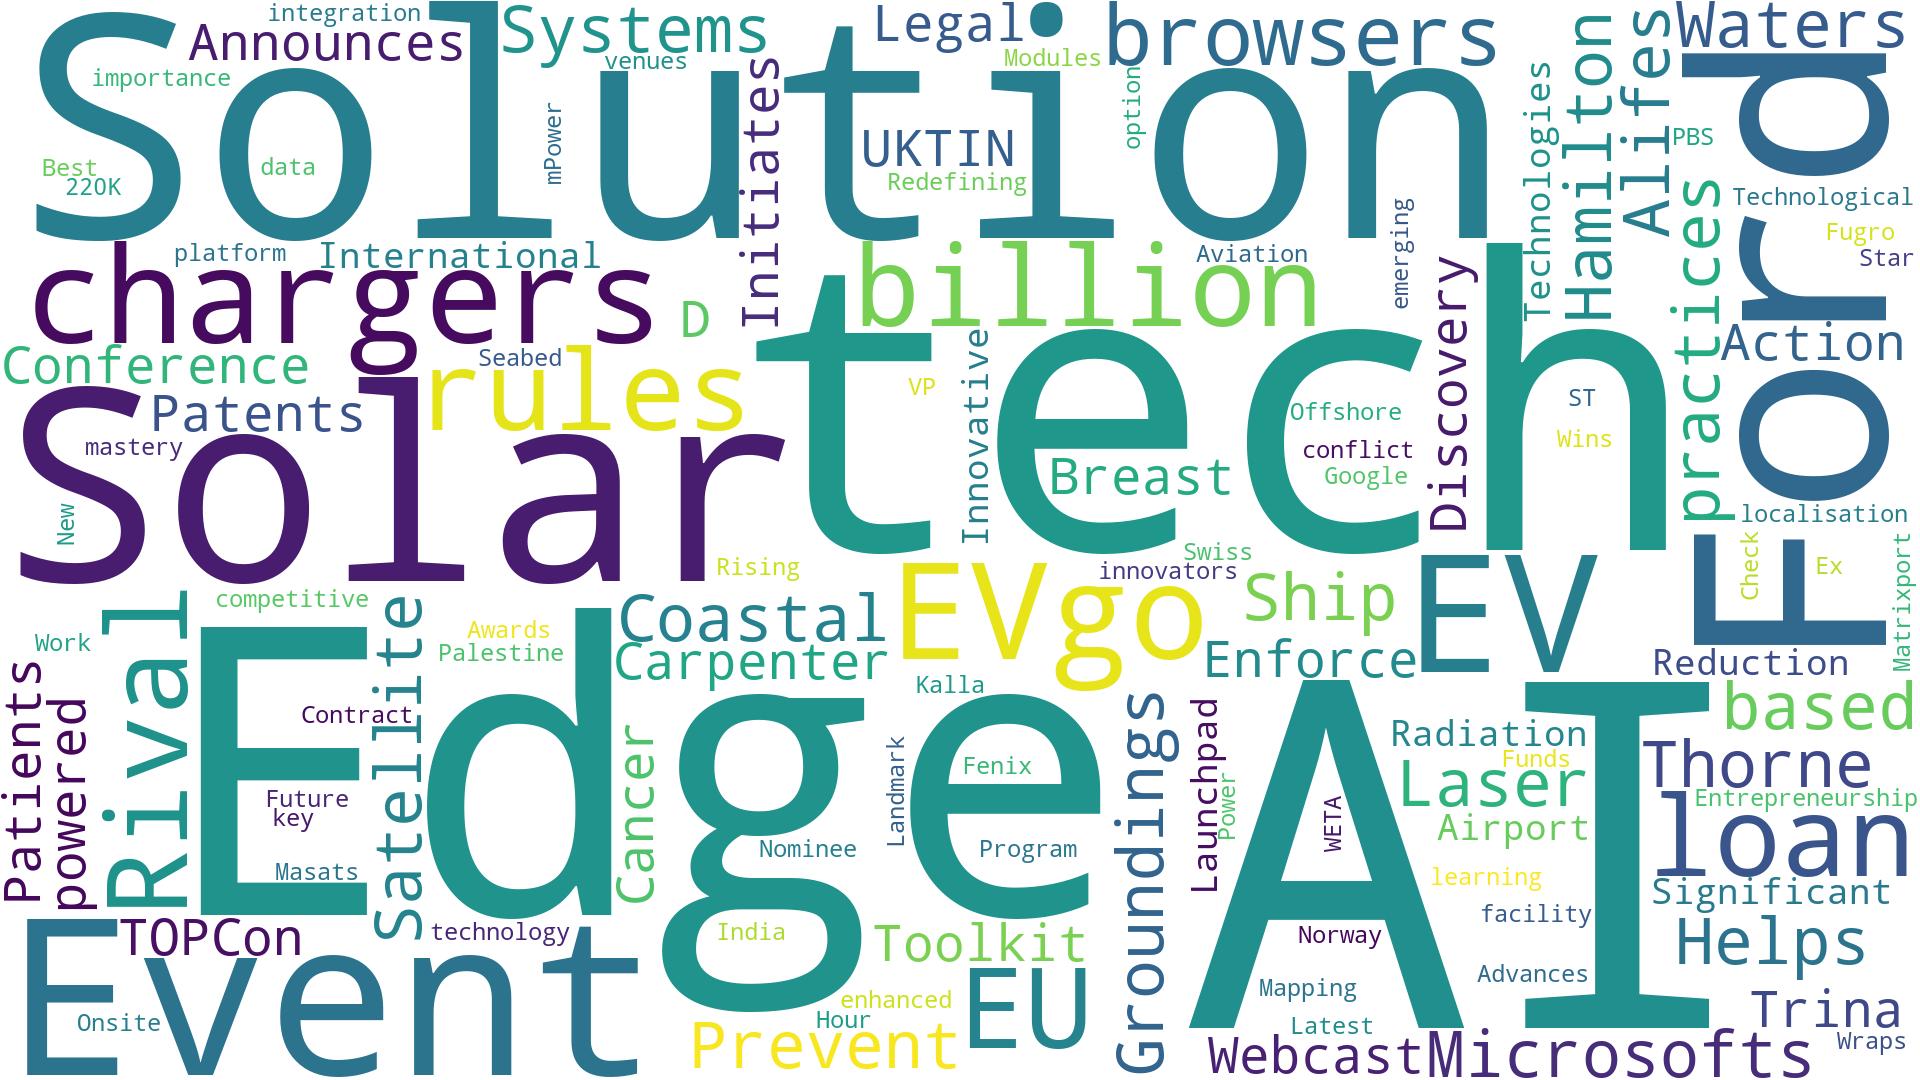 integration
Systems
Legal
browsers
Waters
Announces
Solution
venues
Modules
importance
Initiates
option
Technologies
Hamilton
Alifes
Ford
mPower
UKTIN
PBS
Best
data
220K
Redefining
Technological
practices
emerging
Fugro
Star
platform
International
Aviation
chargers
D
billion
Discovery
tech
Action
Conference
Seabed
rules
Innovative
VP
Patents
Solar
ST
Offshore
mastery
conflict
Wins
Breast
Google
New
localisation
Swiss
Rising
innovators
Check
Ex
Matrixport
EVgo
EV
Ship
competitive
Rival
Satellite
Coastal
Awards
Work
Palestine
Carpenter
Enforce
Reduction
Patients
powered
Edge
Kalla
AI
based
Contract
Groundings
Launchpad
Radiation
Cancer
Landmark
Fenix
Funds
Thorne
Laser
Power
Future
key
WETA
Entrepreneurship
loan
Airport
Nominee
Program
Masats
learning
Significant
facility
TOPCon
technology
India
Toolkit
Norway
Helps
Event
EU
Advances
Mapping
enhanced
Onsite
Hour
Latest
Trina
Prevent
Webcast
Microsofts
Wraps